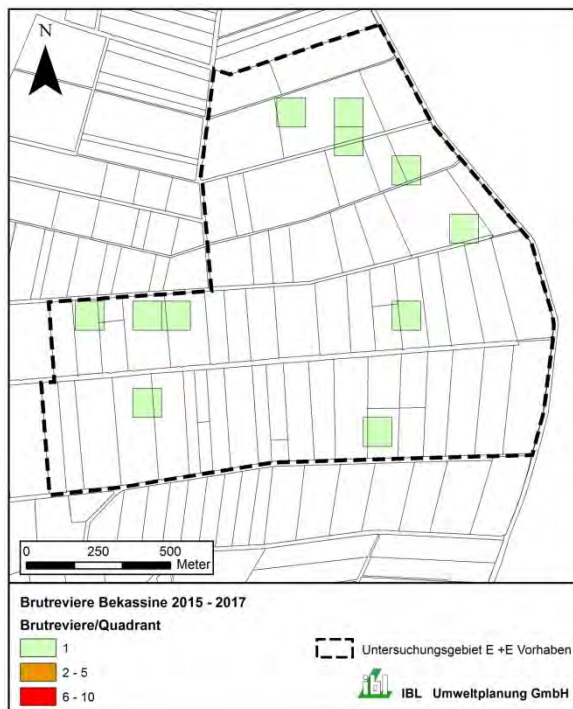 N
0 250 500
Meter
Brutreviere Bekassine 2015 - 2017
Brutreviere/Quadrant
1
2 - 5
6 - 10
Untersuchungsgebiet E +E Vorhaben
ibl IBL Umweltplanung GmbH